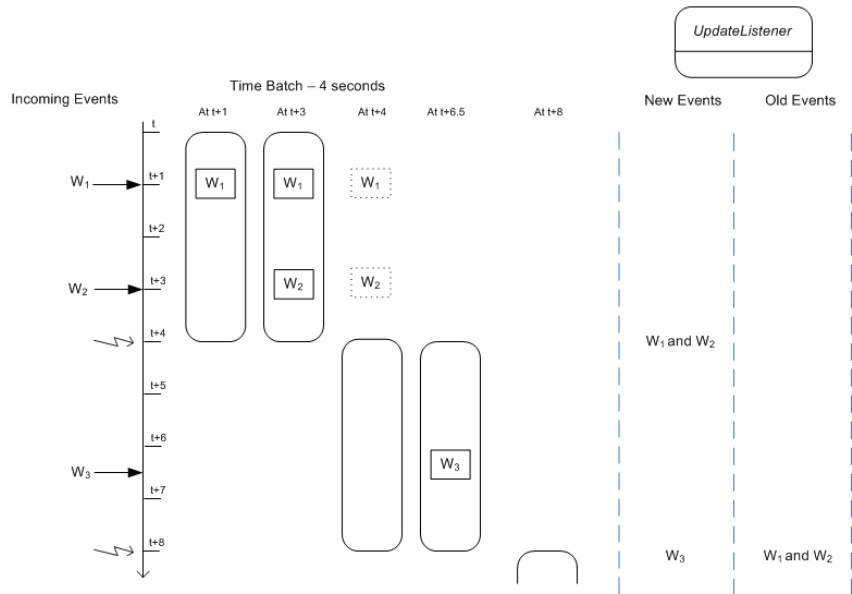 UpdateListener
Time Batch – 4 seconds
Incoming Events
New Events
Old Events
At t+1
At t+3
At t+4
At t+6.5
At t+8
t
W₁
t+1
W₁
W₁
W₁
t+2
W₂
t+3
W₂
W₂
t+4
W₁ and W₂
t+5
t+6
W₃
W₃
t+7
t+8
W₃
W₁ and W₂